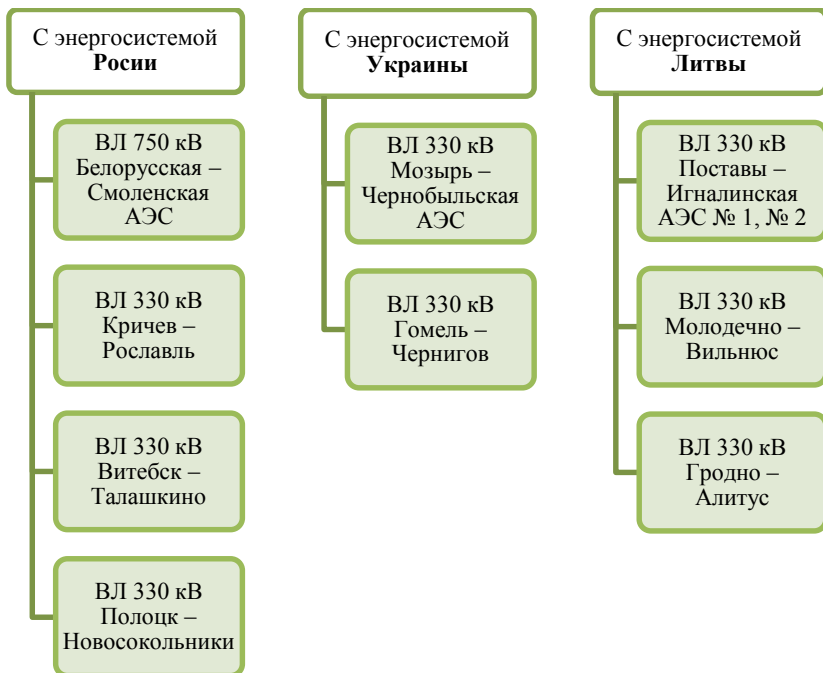 С энергосистемой
Росии
ВЛ 750 кВ
Белорусская –
Смоленская
АЭС
ВЛ 330 кВ
Кричев –
Рославль
ВЛ 330 кВ
Витебск –
Талашкино
ВЛ 330 кВ
Полоцк –
Новосокольники
С энергосистемой
Украины
ВЛ 330 кВ
Мозырь –
Чернобыльская
АЭС
ВЛ 330 кВ
Гомель –
Чернигов
С энергосистемой
Литвы
ВЛ 330 кВ
Поставы –
Игналинская
АЭС № 1, № 2
ВЛ 330 кВ
Молодечно –
Вильнюс
ВЛ 330 кВ
Гродно –
Алитус